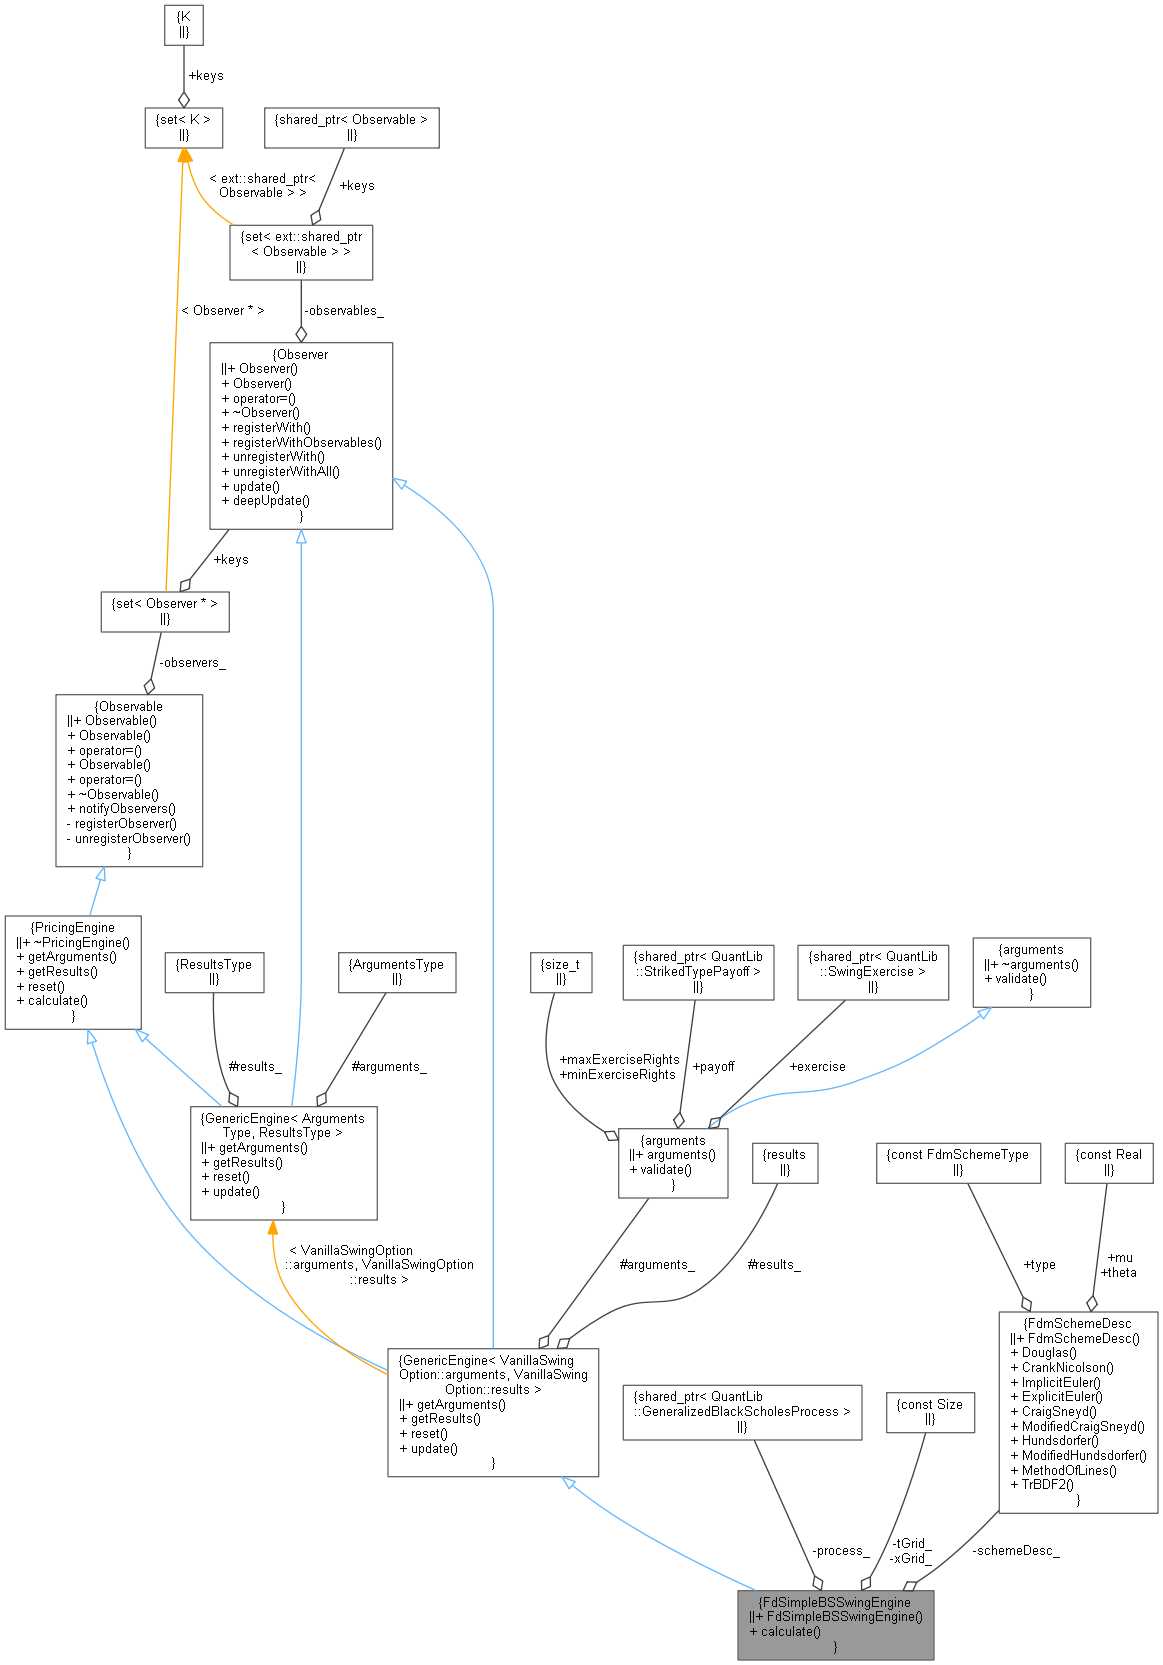 {K
||}
+keys
{set< K >
||}
{shared_ptr< Observable >
||}
< ext::shared_ptr<
Observable > >
+keys
{set< ext::shared_ptr
< Observable > >
||}
< Observer * >
-observables_
{Observer
||+ Observer()
+ Observer()
+ operator=()
+ ~Observer()
+ registerWith()
+ registerWithObservables()
+ unregisterWith()
+ unregisterWithAll()
+ update()
+ deepUpdate()
}
+keys
{set< Observer * >
||}
-observers_
{Observable
||+ Observable()
+ Observable()
+ operator=()
+ Observable()
+ operator=()
+ ~Observable()
+ notifyObservers()
- registerObserver()
- unregisterObserver()
}
{PricingEngine
||+ ~PricingEngine()
+ getArguments()
+ getResults()
+ reset()
+ calculate()
}
{ResultsType
||}
{ArgumentsType
||}
{size_t
||}
{shared_ptr< QuantLib
::StrikedTypePayoff >
||}
{shared_ptr< QuantLib
::SwingExercise >
||}
{arguments
||+ ~arguments()
+ validate()
}
#results_
#arguments_
+maxExerciseRights
+minExerciseRights
+payoff
+exercise
{GenericEngine< Arguments
Type, ResultsType >
||+ getArguments()
+ getResults()
+ reset()
+ update()
}
{arguments
||+ arguments()
+ validate()
}
{results
||}
{const FdmSchemeType
||}
{const Real
||}
< VanillaSwingOption
::arguments, VanillaSwingOption
::results >
#arguments_
#results_
+type
+mu
+theta
{FdmSchemeDesc
||+ FdmSchemeDesc()
+ Douglas()
+ CrankNicolson()
+ ImplicitEuler()
+ ExplicitEuler()
+ CraigSneyd()
+ ModifiedCraigSneyd()
+ Hundsdorfer()
+ ModifiedHundsdorfer()
+ MethodOfLines()
+ TrBDF2()
}
{GenericEngine< VanillaSwing
Option::arguments, VanillaSwing
Option::results >
||+ getArguments()
+ getResults()
+ reset()
+ update()
}
{shared_ptr< QuantLib
::GeneralizedBlackScholesProcess >
||}
{const Size
||}
-process_
-tGrid_
-xGrid_
-schemeDesc_
{FdSimpleBSSwingEngine
||+ FdSimpleBSSwingEngine()
+ calculate()
}